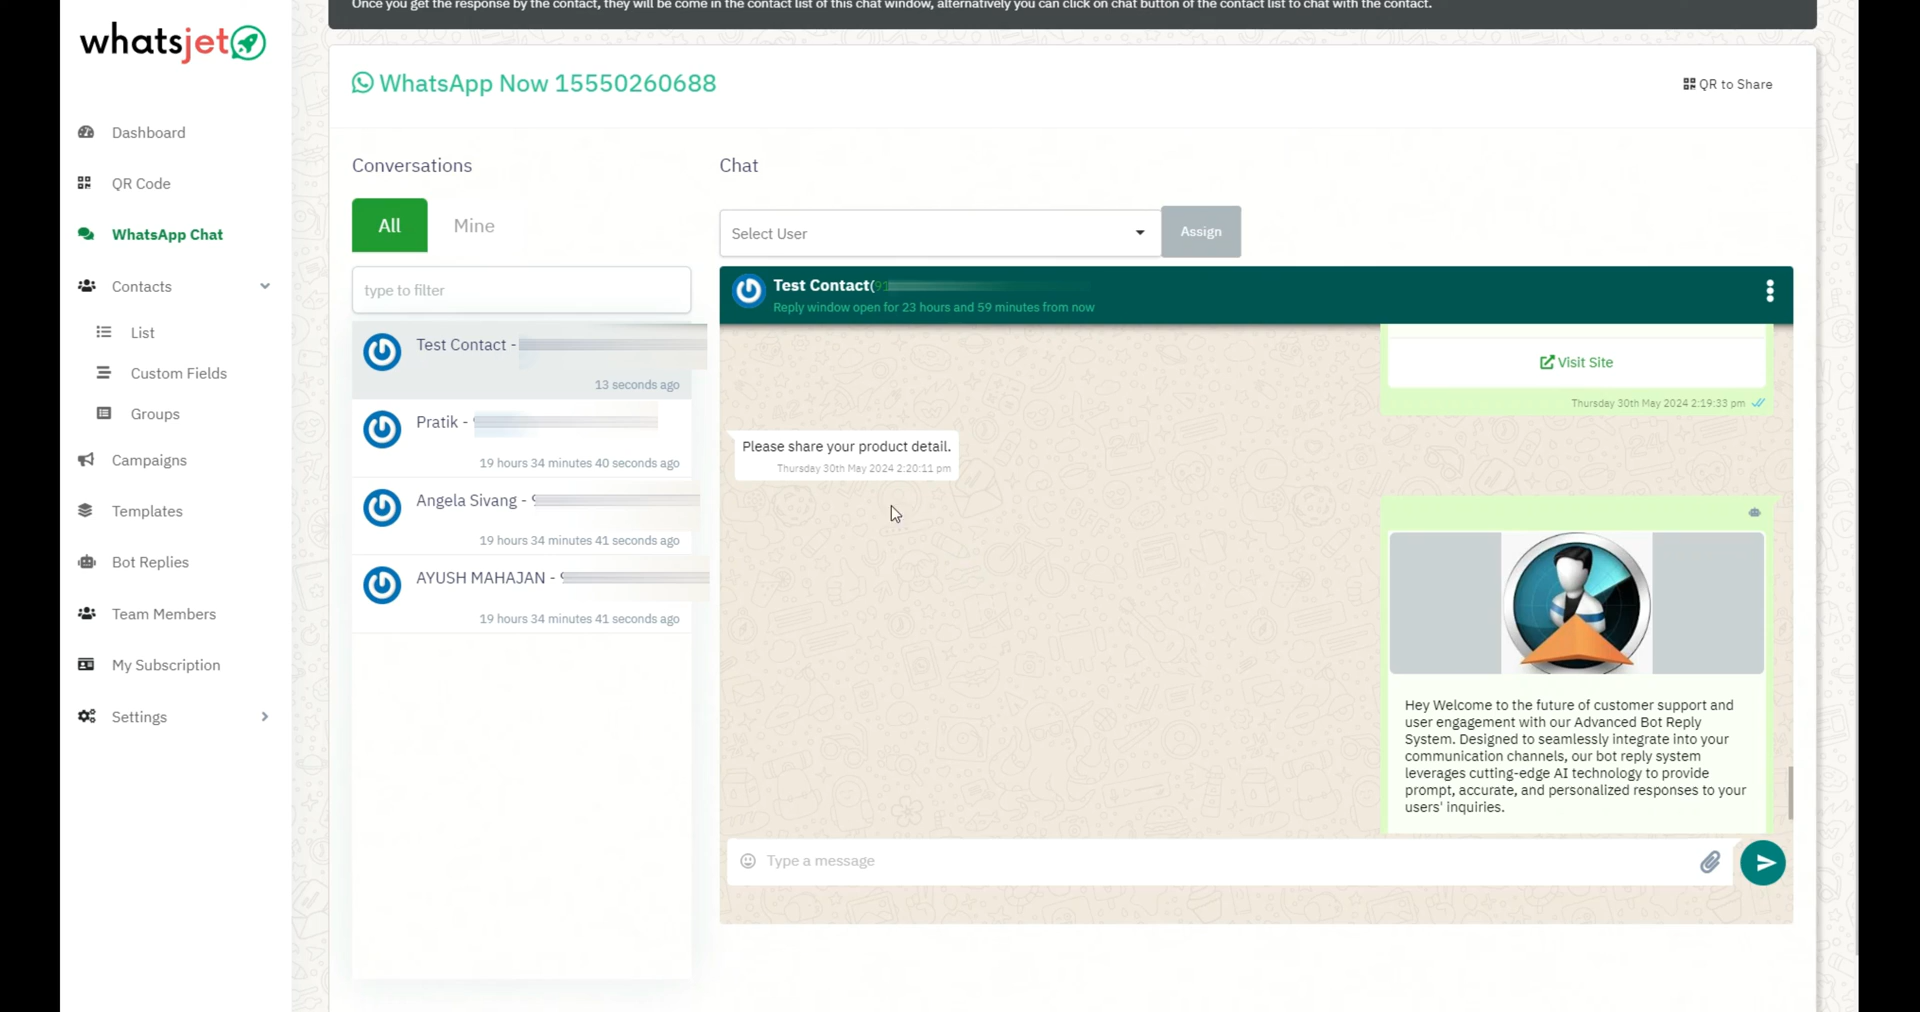 Once you get the response by the contact, they will be come in the contact list of this chat window, alternatively you can click on chat button of the contact list to chat with the contact.
whatsjet
Dashboard
QR Code
WhatsApp Chat
Contacts
List
Custom Fields
Groups
Campaigns
Templates
Bot Replies
Team Members
My Subscription
Settings
WhatsApp Now 15550260688
QR to Share
Conversations
All
Mine
type to filter
Test Contact -
13 seconds ago
Pratik -
19 hours 34 minutes 40 seconds ago
Angela Sivang -
19 hours 34 minutes 41 seconds ago
AYUSH MAHAJAN -
19 hours 34 minutes 41 seconds ago
Chat
Select User
Assign
Test Contact(91
Reply window open for 23 hours and 59 minutes from now
Visit Site
Thursday 30th May 2024 2:19:33 pm
Please share your product detail.
Thursday 30th May 2024 2:20:11 pm
Hey Welcome to the future of customer support and
user engagement with our Advanced Bot Reply
System. Designed to seamlessly integrate into your
communication channels, our bot reply system
leverages cutting-edge AI technology to provide
prompt, accurate, and personalized responses to your
users' inquiries.
Type a message